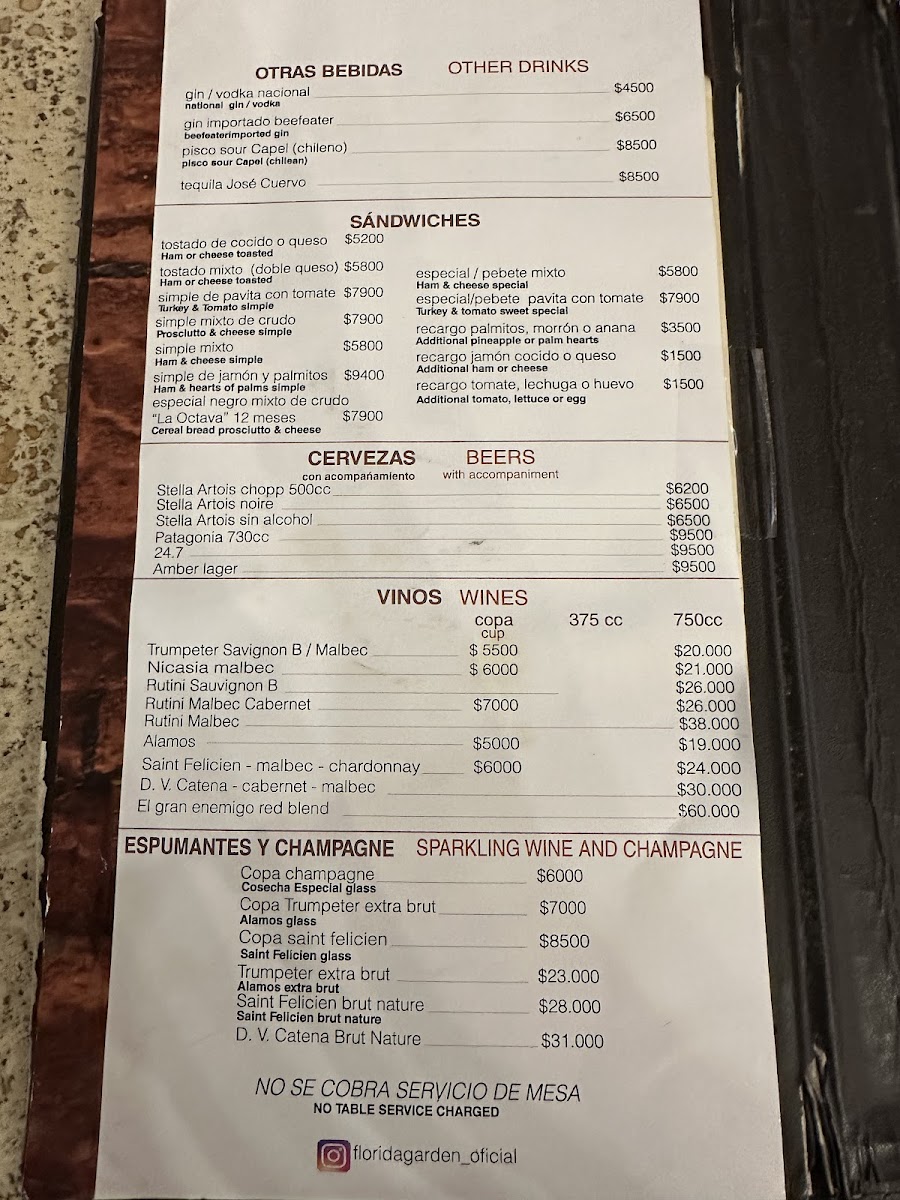 OTRAS BEBIDAS OTHER DRINKS
gin / vodka nacional $4500
national gin / vodka
gin importado beefeater $6500
beefeaterimported gin
pisco sour Capel (chileno) $8500
pisco sour Capel (chilean)
tequila José Cuervo $8500
SÁNDWICHES
tostado de cocido o queso $5200
Ham or cheese toasted
tostado mixto (doble queso) $5800
Ham or cheese toasted
simple de pavita con tomate $7900
Turkey & Tomato simple
simple mixto de crudo $7900
Prosciutto & cheese simple
simple mixto $5800
Ham & cheese simple
simple de jamón y palmitos $9400
Ham & hearts of palms simple
especial negro mixto de crudo
"La Octava" 12 meses $7900
Cereal bread prosciutto & cheese
especial / pebete mixto $5800
Ham & cheese special
especial/pebete pavita con tomate $7900
Turkey & tomato sweet special
recargo palmitos, morrón o anana $3500
Additional pineapple or palm hearts
recargo jamón cocido o queso $1500
Additional ham or cheese
recargo tomate, lechuga o huevo $1500
Additional tomato, lettuce or egg
CERVEZAS BEERS
con acompañamiento with accompaniment
Stella Artois chopp 500cc $6200
Stella Artois noire $6500
Stella Artois sin alcohol $6500
Patagonia 730cc $9500
24.7 $9500
Amber lager $9500
VINOS WINES
copa 375 cc 750cc
cup
Trumpeter Savignon B / Malbec $ 5500 $20.000
Nicasia malbec $ 6000 $21.000
Rutini Sauvignon B $26.000
Rutini Malbec Cabernet $7000 $26.000
Rutini Malbec $38.000
Alamos $5000 $19.000
Saint Felicien - malbec - chardonnay $6000 $24.000
D. V. Catena - cabernet - malbec $30.000
El gran enemigo red blend $60.000
ESPUMANTES Y CHAMPAGNE SPARKLING WINE AND CHAMPAGNE
Copa champagne $6000
Cosecha Especial glass
Copa Trumpeter extra brut $7000
Alamos glass
Copa saint felicien $8500
Saint Felicien glass
Trumpeter extra brut $23.000
Alamos extra brut
Saint Felicien brut nature $28.000
Saint Felicien brut nature
D. V. Catena Brut Nature $31.000
NO SE COBRA SERVICIO DE MESA
NO TABLE SERVICE CHARGED
floridagarden_oficial